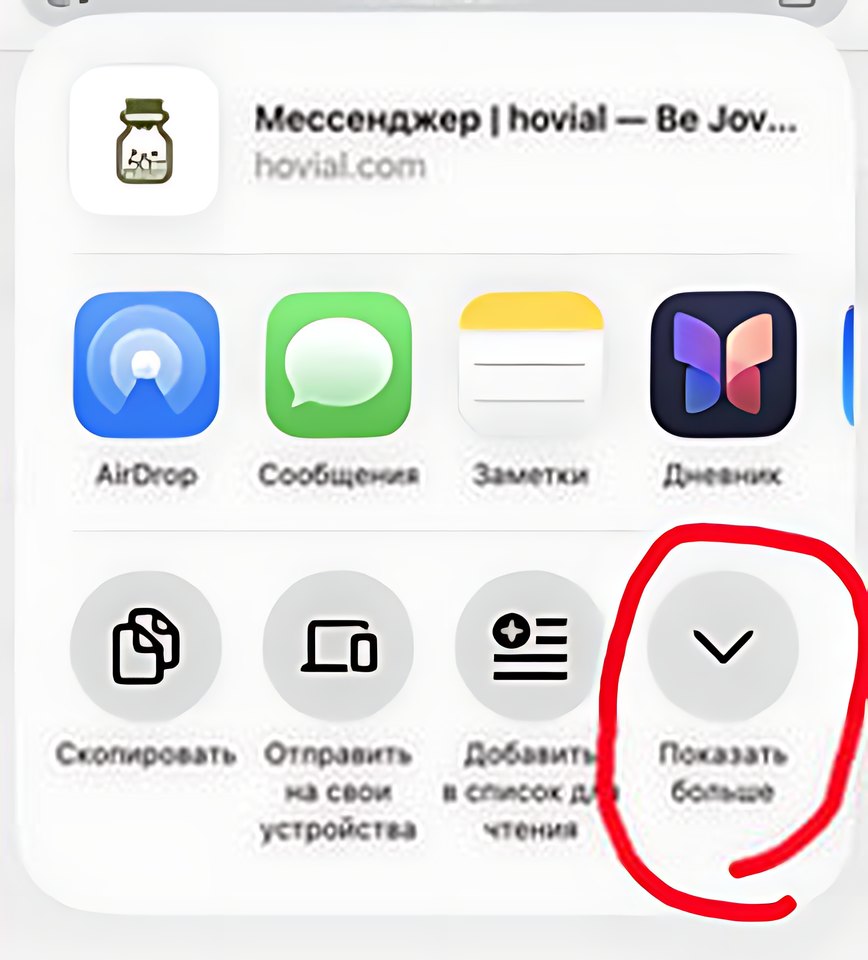 Мессенджер | hovial — Be Jov...
hovial.com
AirDrop
Сообщения
Заметки
Дневник
Скопировать
Отправить
на свои
устройства
Добавить
в список для
чтения
Показать
больше